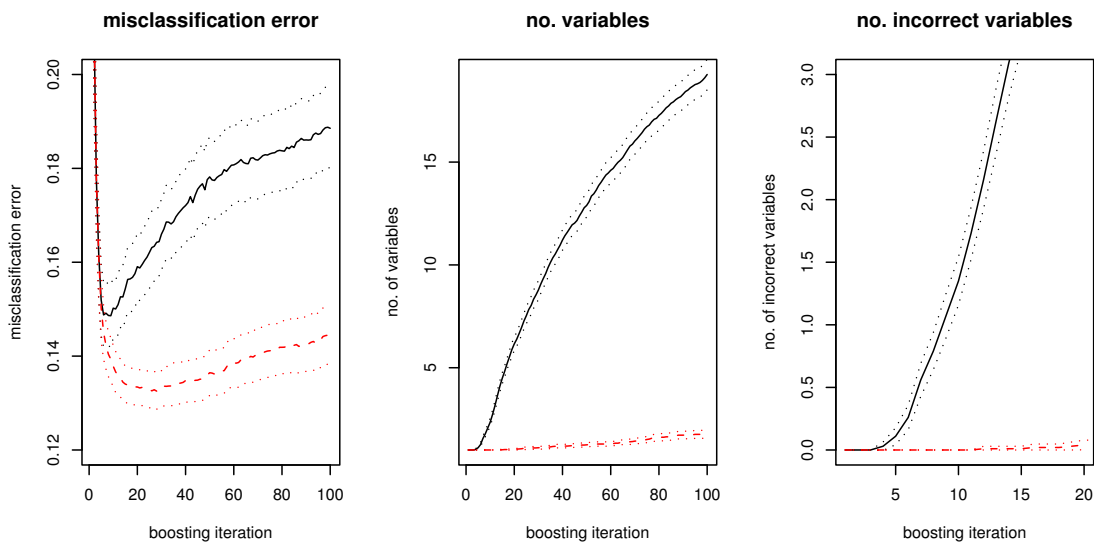 misclassification error
misclassification error
0.20
0.18
0.16
0.14
0.12
0 20 40 60 80 100
boosting iteration
no. variables
no. of variables
15
10
5
0 20 40 60 80 100
boosting iteration
no. incorrect variables
no. of incorrect variables
3.0
2.5
2.0
1.5
1.0
0.5
0.0
5 10 15 20
boosting iteration